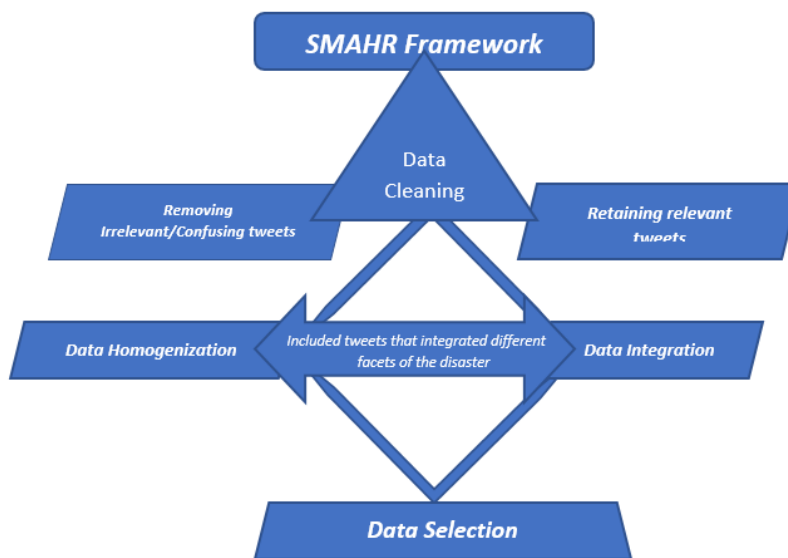 SMAHR Framework
Data
Cleaning
Removing
Irrelevant/Confusing tweets
Retaining relevant
tweets
Data Homogenization
Included tweets that integrated different
facets of the disaster
Data Integration
Data Selection